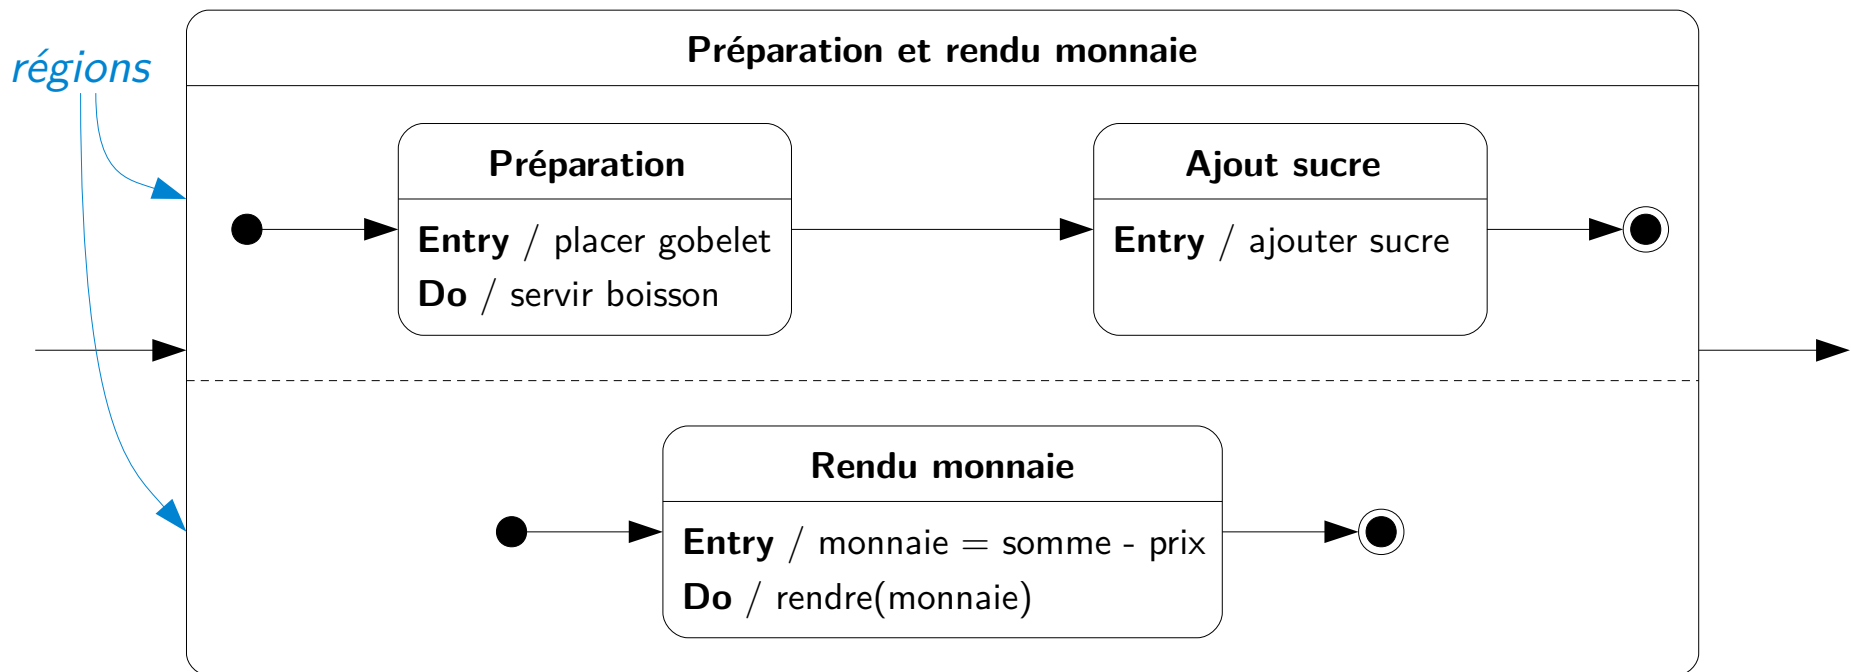 Préparation et rendu monnaie
régions
Préparation
Entry / placer gobelet
Do / servir boisson
Ajout sucre
Entry / ajouter sucre
Rendu monnaie
Entry / monnaie = somme - prix
Do / rendre(monnaie)